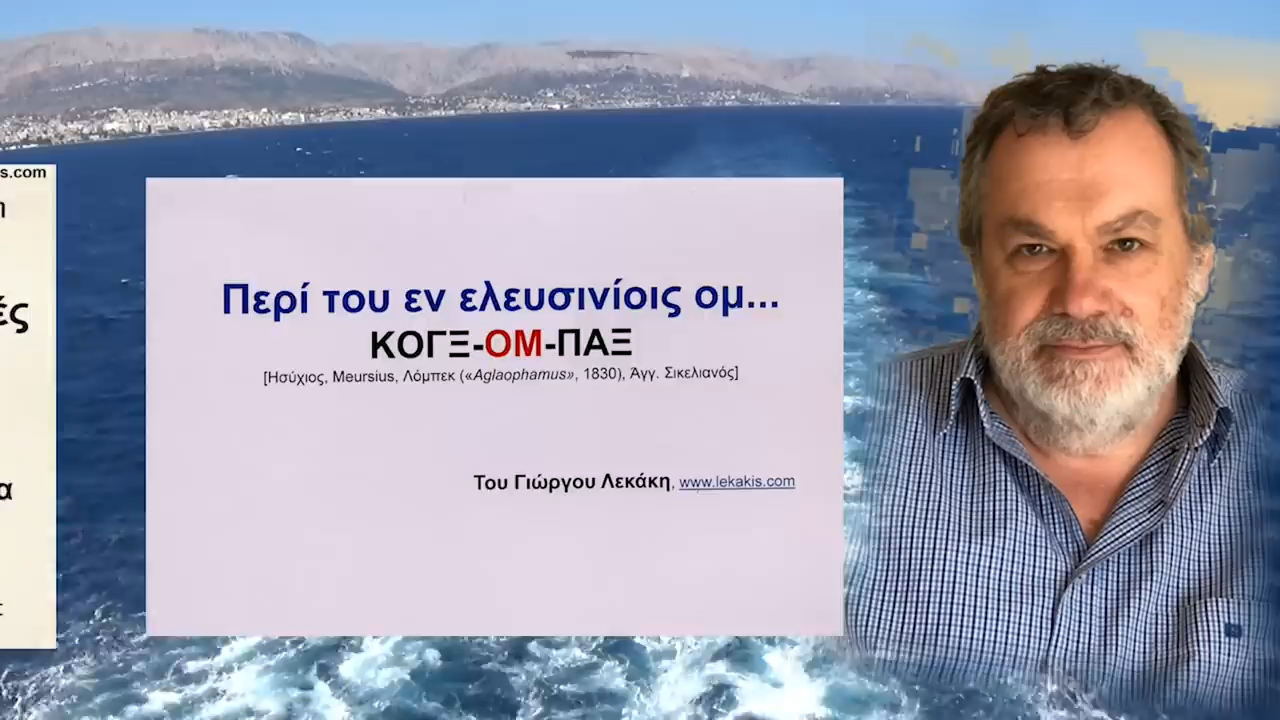 s.com
η
ές
α
Περί του εν ελευσινίοις ομ...
ΚΟΓΞ-ΟΜ-ΠΑΞ
[Ησύχιος, Meursius, Λόμπεκ («Aglaophamus», 1830), Άγγ. Σικελιανός]
Του Γιώργου Λεκάκη, www.lekakis.com